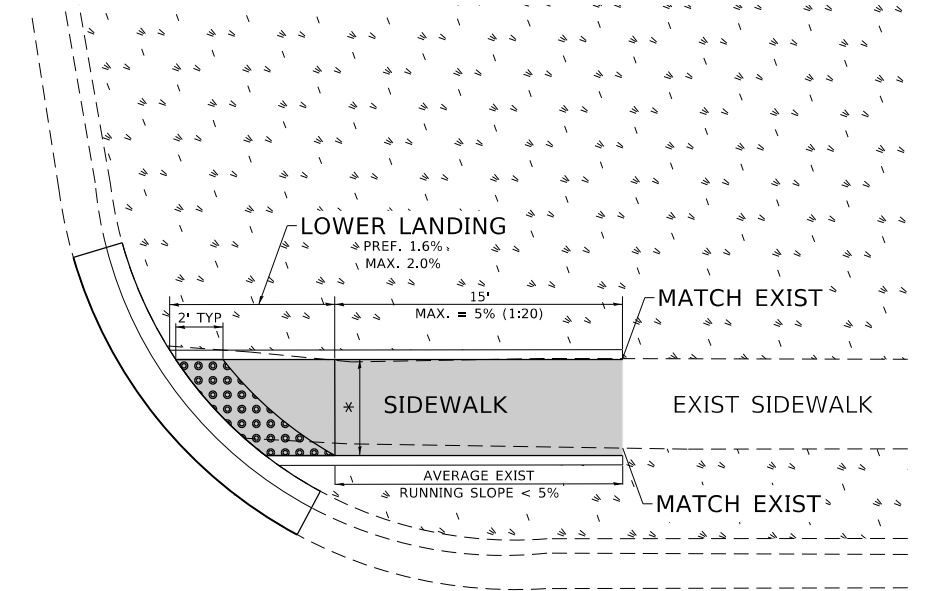 LOWER LANDING
PREF. 1.6%
MAX. 2.0%
15'
MAX. = 5% (1:20)
MATCH EXIST
2' TYP
*
SIDEWALK
EXIST SIDEWALK
AVERAGE EXIST
RUNNING SLOPE < 5%
MATCH EXIST